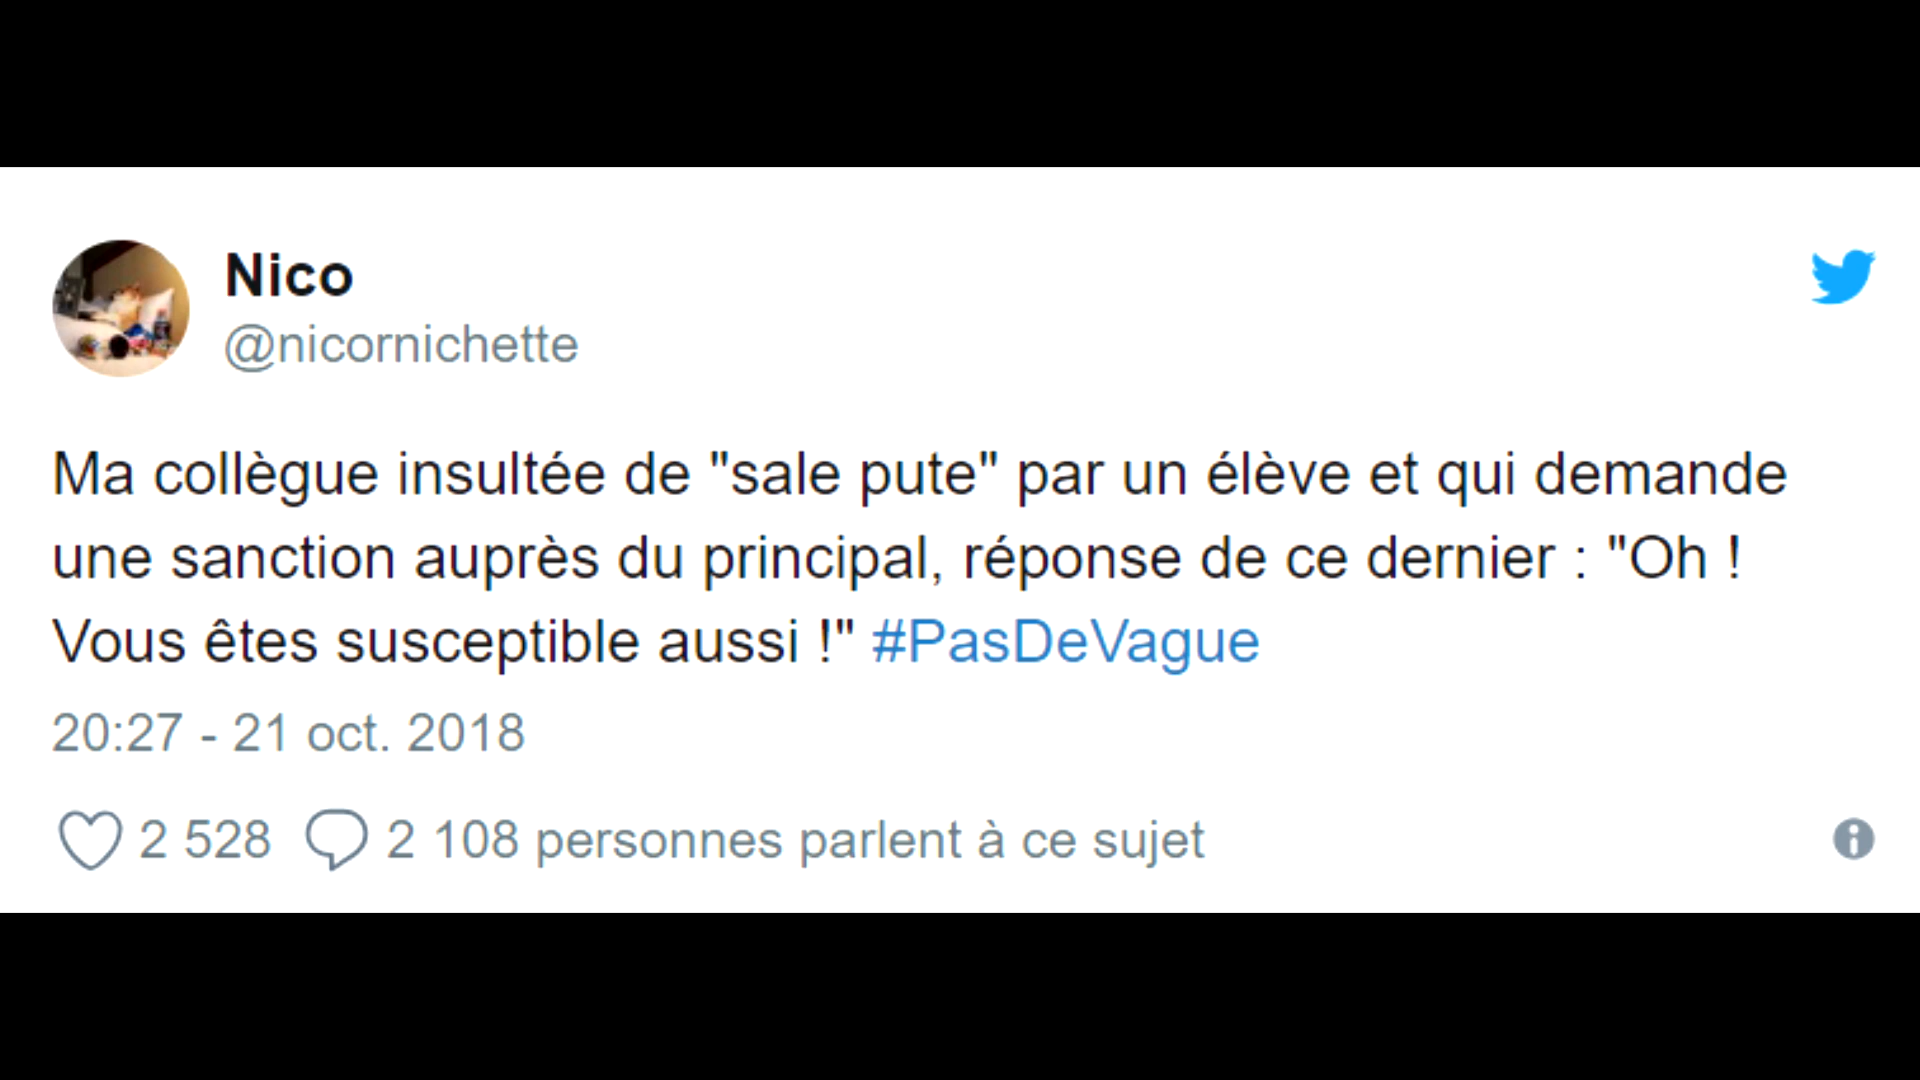 Nico
@nicornichette
Ma collègue insultée de "sale pute" par un élève et qui demande
une sanction auprès du principal, réponse de ce dernier : "Oh !
Vous êtes susceptible aussi !" #PasDeVague
20:27 - 21 oct. 2018
2 528 2 108 personnes parlent à ce sujet